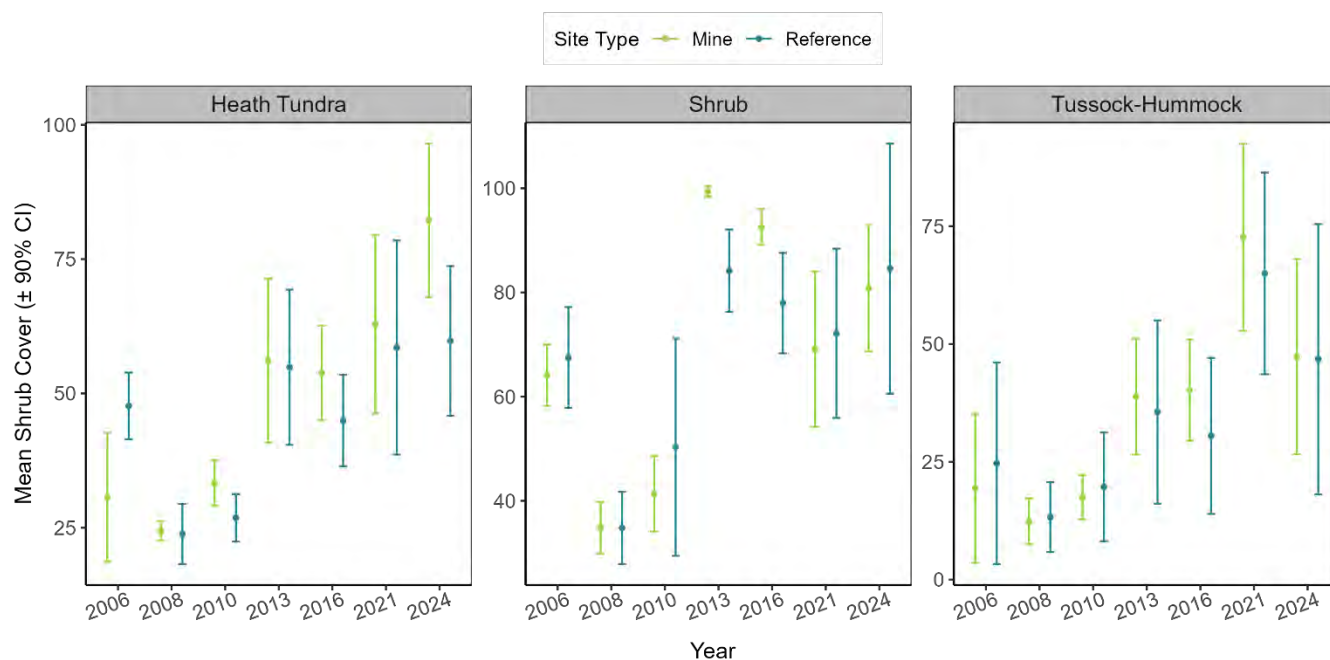 Site Type Mine Reference
Heath Tundra Shrub Tussock-Hummock
Mean Shrub Cover (± 90% CI)
100
75
50
25
100
80
60
40
75
50
25
0
2006 2008 2010 2013 2016 2021 2024
2006 2008 2010 2013 2016 2021 2024
2006 2008 2010 2013 2016 2021 2024
Year